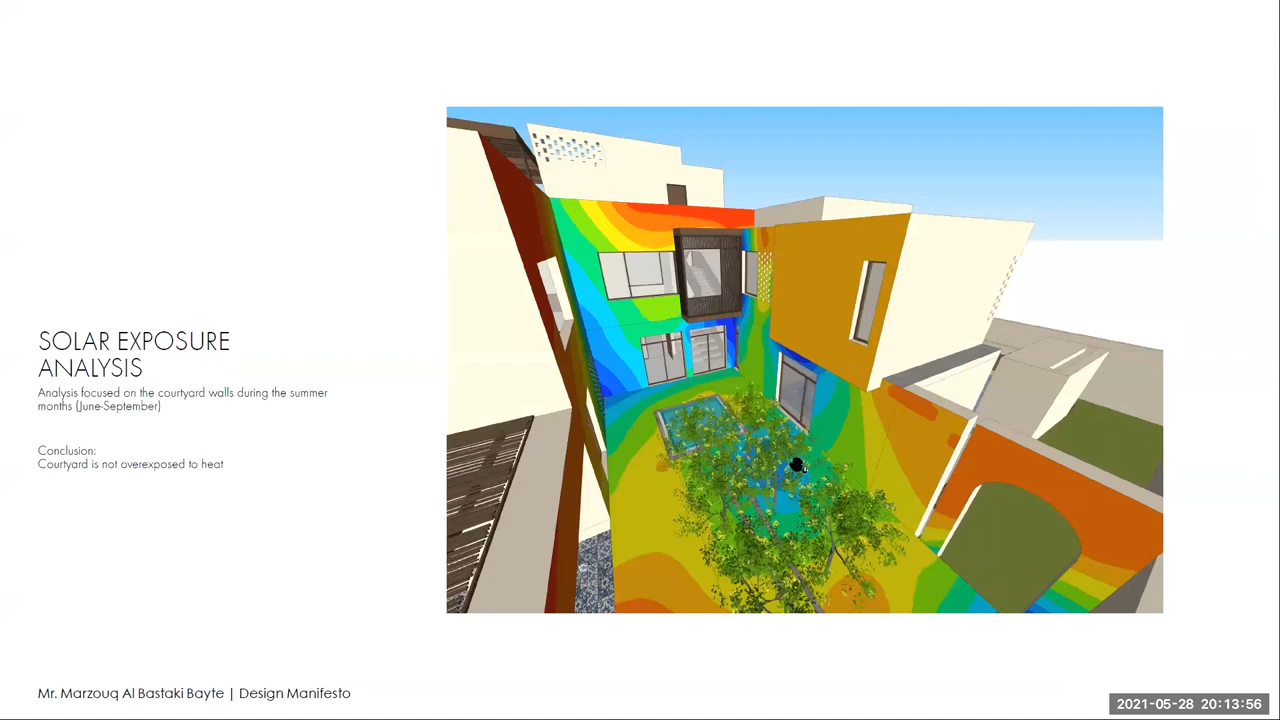 SOLAR EXPOSURE
ANALYSIS
Analysis focused on the courtyard walls during the summer
months (June-September)
Conclusion:
Courtyard is not overexposed to heat
Mr. Marzouq Al Bastaki Bayte | Design Manifesto
2021-05-28 20:13:56